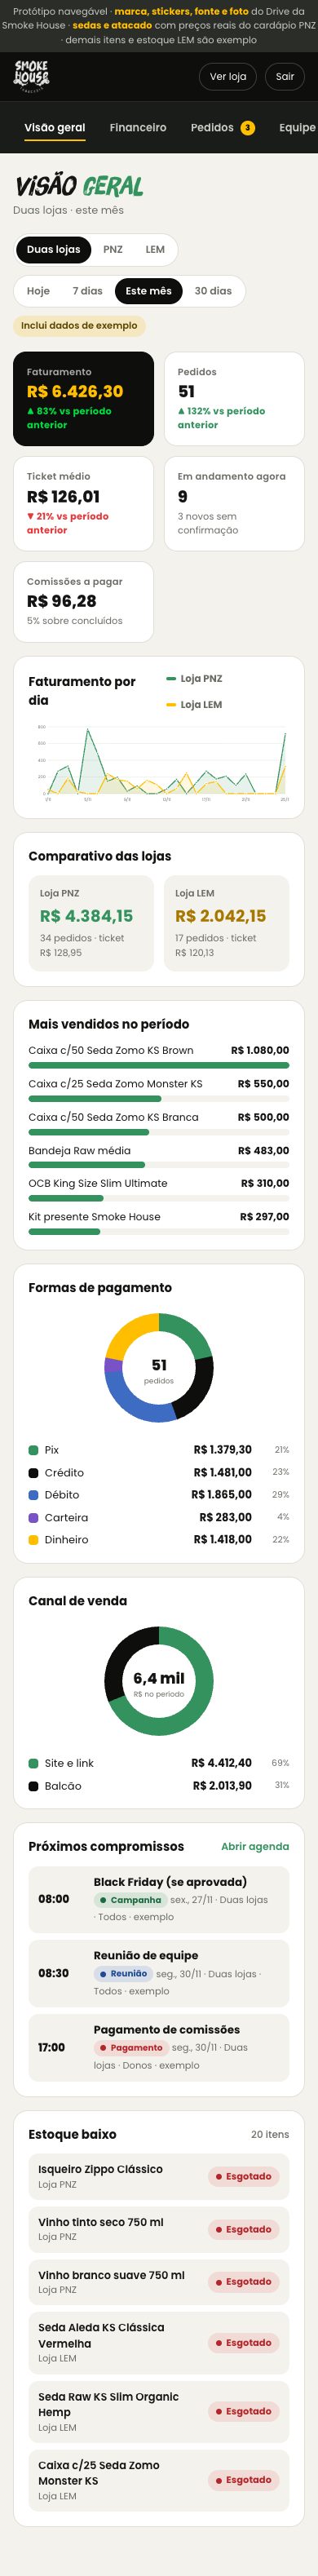 Protótipo navegável · marca, stickers, fonte e foto do Drive da
Smoke House · sedas e atacado com preços reais do cardápio PNZ
· demais itens e estoque LEM são exemplo
SMOKE
HOUSE
Ver loja
Sair
Visão geral
Financeiro
Pedidos 3
Equipe
VISÃO GERAL
Duas lojas · este mês
Duas lojas
PNZ
LEM
Hoje
7 dias
Este mês
30 dias
Inclui dados de exemplo
Faturamento
R$ 6.426,30
▲ 83% vs período
anterior
Pedidos
51
▲ 132% vs período
anterior
Ticket médio
R$ 126,01
▼ 21% vs período
anterior
Em andamento agora
9
3 novos sem
confirmação
Comissões a pagar
R$ 96,28
5% sobre concluídos
Faturamento por
dia
Loja PNZ
Loja LEM
Comparativo das lojas
Loja PNZ
R$ 4.384,15
34 pedidos · ticket
R$ 128,95
Loja LEM
R$ 2.042,15
17 pedidos · ticket
R$ 120,13
Mais vendidos no período
Caixa c/50 Seda Zomo KS Brown R$ 1.080,00
Caixa c/25 Seda Zomo Monster KS R$ 550,00
Caixa c/50 Seda Zomo KS Branca R$ 500,00
Bandeja Raw média R$ 483,00
OCB King Size Slim Ultimate R$ 310,00
Kit presente Smoke House R$ 297,00
Formas de pagamento
51
pedidos
Pix R$ 1.379,30 21%
Crédito R$ 1.481,00 23%
Débito R$ 1.865,00 29%
Carteira R$ 283,00 4%
Dinheiro R$ 1.418,00 22%
Canal de venda
6,4 mil
R$ no período
Site e link R$ 4.412,40 69%
Balcão R$ 2.013,90 31%
Próximos compromissos
Abrir agenda
08:00
Black Friday (se aprovada)
Campanha sex., 27/11 · Duas lojas
· Todos · exemplo
08:30
Reunião de equipe
Reunião seg., 30/11 · Duas lojas ·
Todos · exemplo
17:00
Pagamento de comissões
Pagamento seg., 30/11 · Duas
lojas · Donos · exemplo
Estoque baixo
20 itens
Isqueiro Zippo Clássico
Loja PNZ
Esgotado
Vinho tinto seco 750 ml
Loja PNZ
Esgotado
Vinho branco suave 750 ml
Loja PNZ
Esgotado
Seda Aleda KS Clássica
Vermelha
Loja LEM
Esgotado
Seda Raw KS Slim Organic
Hemp
Loja LEM
Esgotado
Caixa c/25 Seda Zomo
Monster KS
Loja LEM
Esgotado